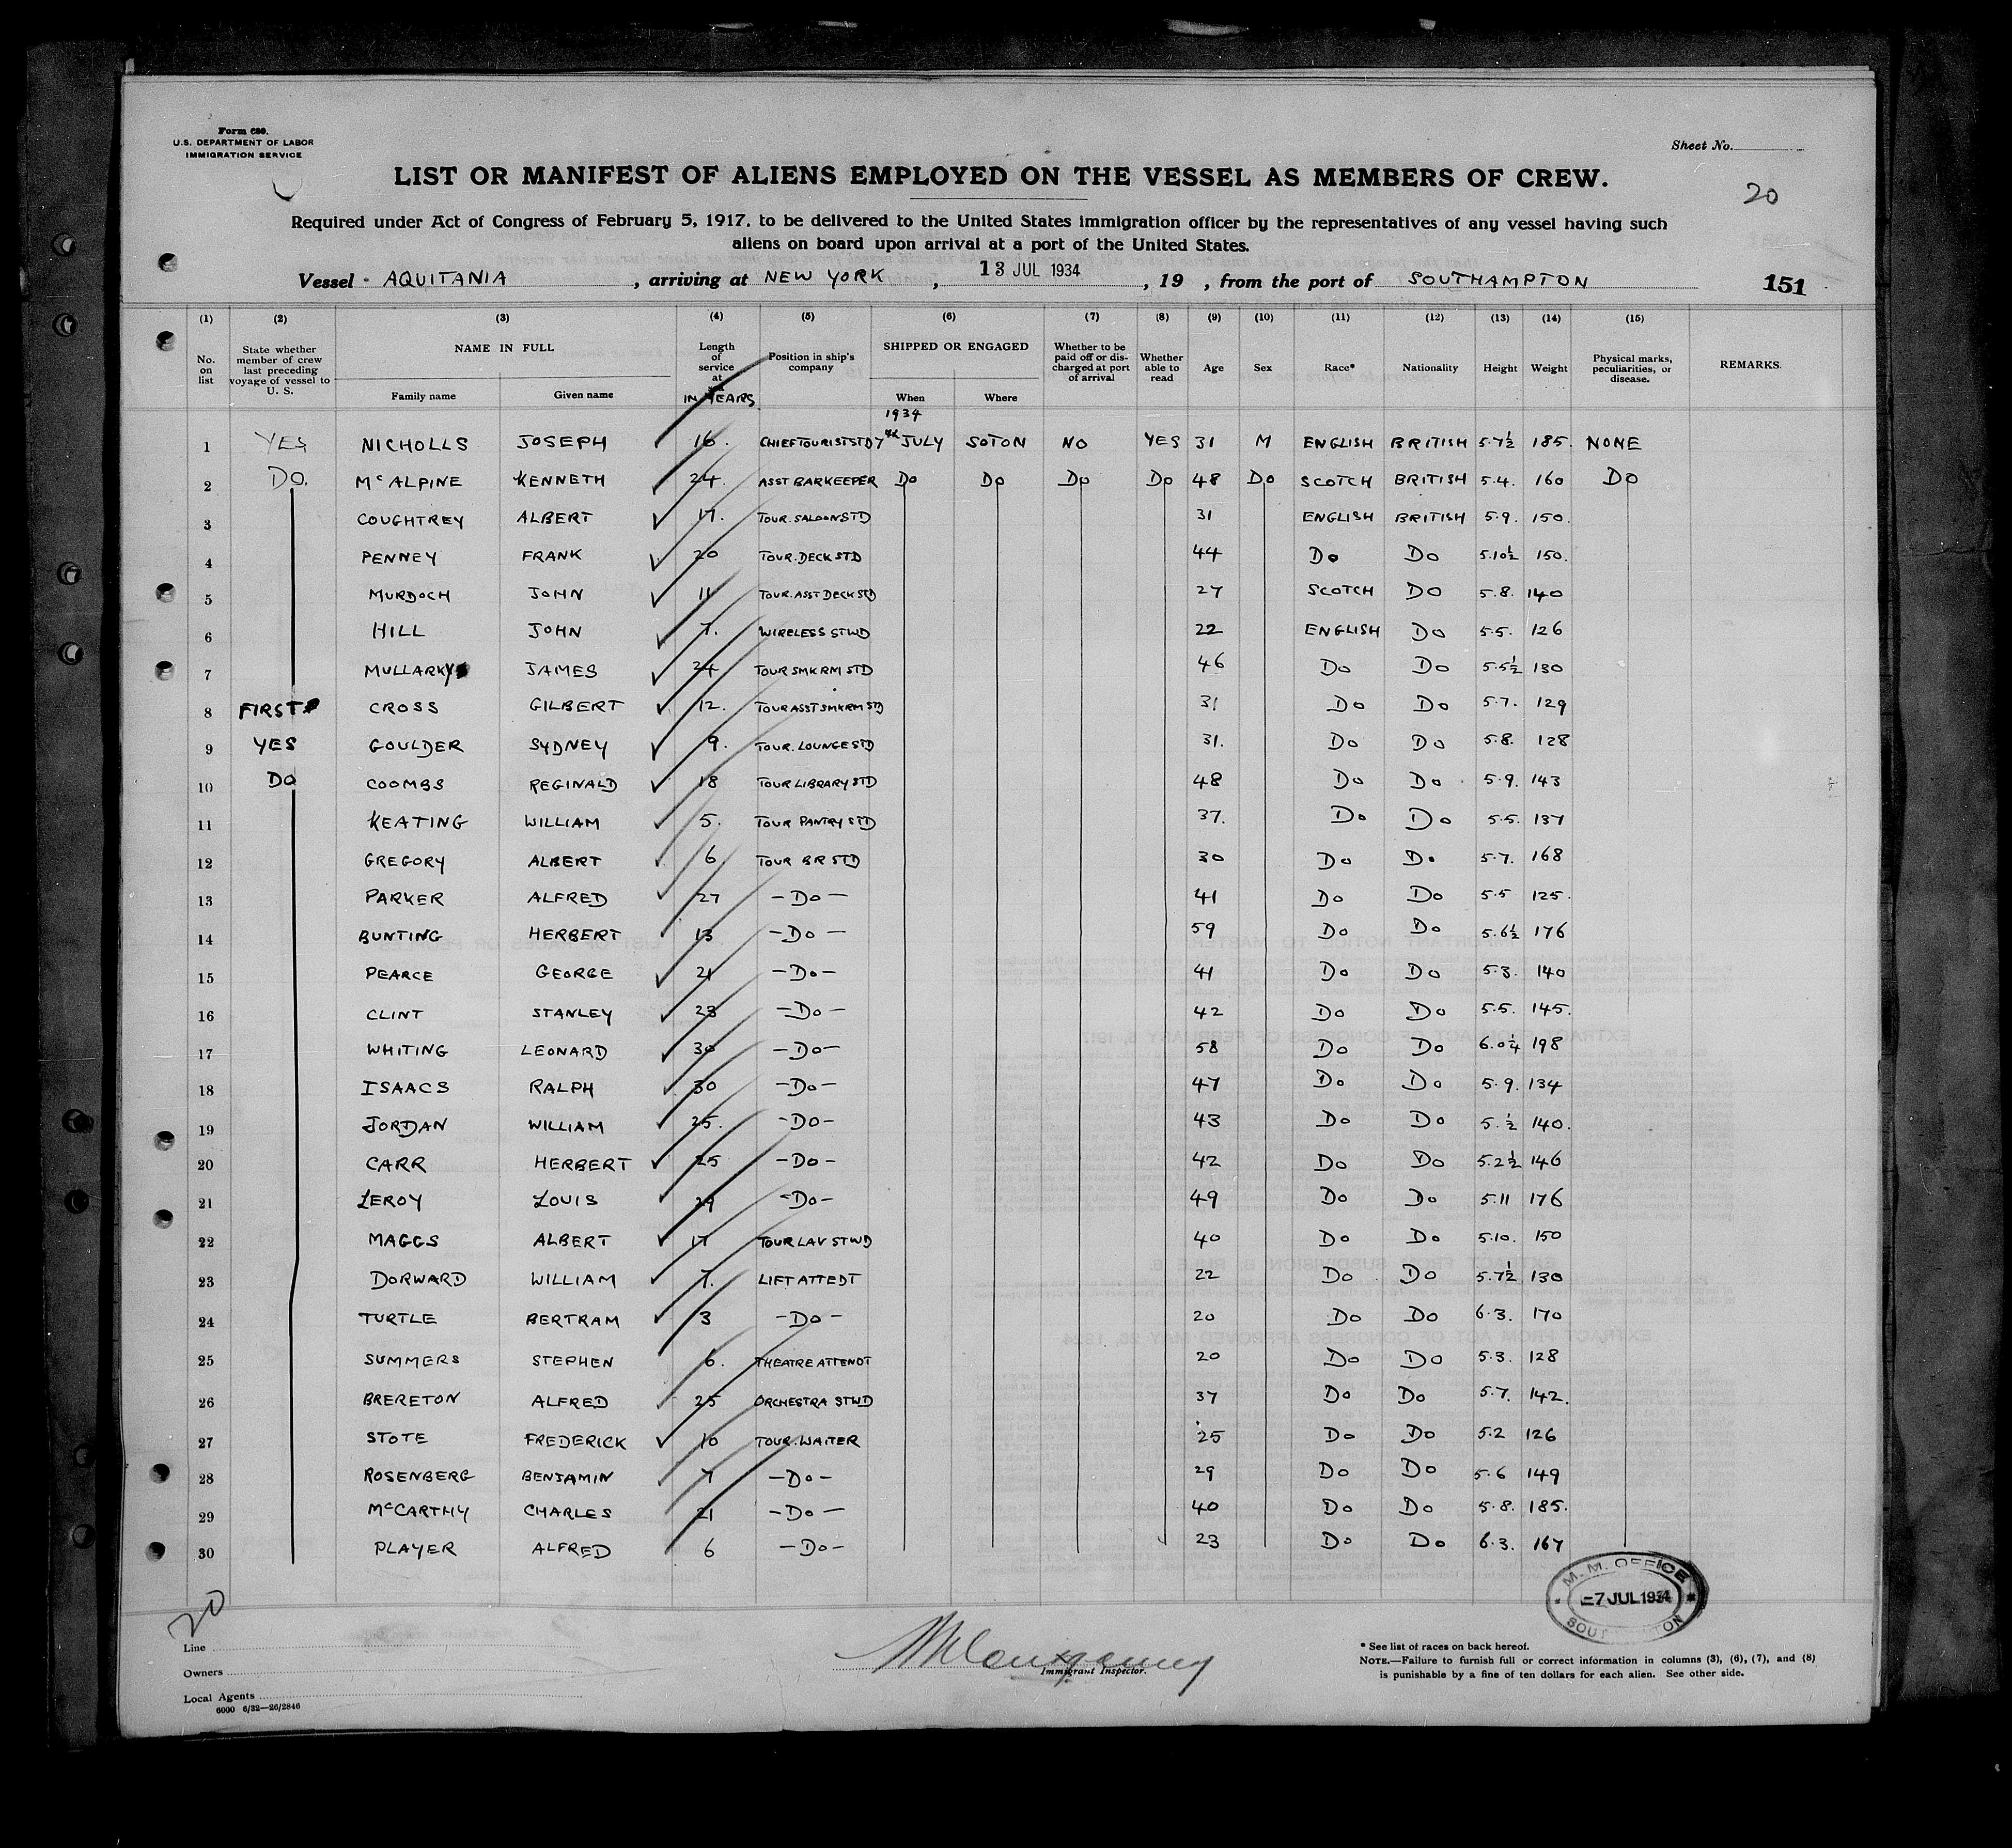 Form 680.
U.S. DEPARTMENT OF LABOR
IMMIGRATION SERVICE
Sheet No.
LIST OR MANIFEST OF ALIENS EMPLOYED ON THE VESSEL AS MEMBERS OF CREW.
20
Required under Act of Congress of February 5, 1917, to be delivered to the United States immigration officer by the representatives of any vessel having such
aliens on board upon arrival at a port of the United States.
Vessel AQUITANIA, arriving at NEW YORK, 13 JUL 1934, 19 , from the port of SOUTHAMPTON 151
(1) (2) (3) (4) (5) (6) (7) (8) (9) (10) (11) (12) (13) (14) (15)
No. on list State whether member of crew last preceding voyage of vessel to U. S. NAME IN FULL Family name Given name Length of service at IN YEARS Position in ship's company SHIPPED OR ENGAGED When Where Whether to be paid off or discharged at port of arrival Whether able to read Age Sex Race* Nationality Height Weight Physical marks, peculiarities, or disease. REMARKS.
1934
1 YES NICHOLLS JOSEPH 16. CHIEF TOURIST STD 7th JULY SOTON NO YES 31 M ENGLISH BRITISH 5.7½ 185. NONE
2 DO. McALPINE KENNETH 24. ASST BARKEEPER DO DO DO DO 48 DO SCOTCH BRITISH 5.4. 160 DO
3 COUGHTREY ALBERT 17. TOUR. SALOON STD 31 ENGLISH BRITISH 5.9. 150.
4 PENNEY FRANK 20 TOUR. DECK STD 44 DO DO 5.10½ 150.
5 MURDOCH JOHN 11 TOUR. ASST DECK STD 27 SCOTCH DO 5.8. 140
6 HILL JOHN 7. WIRELESS STWD 22 ENGLISH DO 5.5. 126
7 MULLARKY JAMES 24 TOUR SMK RM STD 46 DO DO 5.5½ 130
8 FIRST CROSS GILBERT 12. TOUR ASST SMK RM STD 31 DO DO 5.7. 129
9 YES GOULDER SYDNEY 9. TOUR. LOUNGE STD 31. DO DO 5.8. 128
10 DO COOMBS REGINALD 18 TOUR LIBRARY STD 48 DO DO 5.9. 143
11 KEATING WILLIAM 5. TOUR PANTRY STD 37. DO DO 5.5. 137
12 GREGORY ALBERT 6 TOUR BR STD 30 DO DO 5.7. 168
13 PARKER ALFRED 27 -DO- 41 DO DO 5.5 125.
14 BUNTING HERBERT 13 -DO- 59 DO DO 5.6½ 176
15 PEARCE GEORGE 21 -DO- 41 DO DO 5.3. 140
16 CLINT STANLEY 23 -DO- 42 DO DO 5.5. 145.
17 WHITING LEONARD 30 -DO- 58 DO DO 6.0¼ 198
18 ISAACS RALPH 30 -DO- 47 DO DO 5.9. 134
19 JORDAN WILLIAM 25. -DO- 43 DO DO 5.½ 140.
20 CARR HERBERT 25 -DO- 42 DO DO 5.2½ 146
21 LEROY LOUIS 29 -DO- 49 DO DO 5.11 176
22 MAGGS ALBERT 17 TOUR LAV STWD 40 DO DO 5.10. 150
23 DORWARD WILLIAM 7. LIFT ATTEDT 22 DO DO 5.7½ 130
24 TURTLE BERTRAM 3 -DO- 20 DO DO 6.3. 170
25 SUMMERS STEPHEN 6. THEATRE ATTENDT 20 DO DO 5.3. 128
26 BRERETON ALFRED 25 ORCHESTRA STWD 37 DO DO 5.7. 142.
27 STOTE FREDERICK 10 TOUR. WAITER 25 DO DO 5.2 126
28 ROSENBERG BENJAMIN 7 -DO- 29 DO DO 5.6 149
29 McCARTHY CHARLES 21 -DO- 40 DO DO 5.8. 185.
30 PLAYER ALFRED 6 -DO- 23 DO DO 6.3. 167
M. M. OFFICE
7 JUL 1934
20
Line
Owners
Local Agents
6000 6/32—26/2846
Immigrant Inspector.
* See list of races on back hereof.
NOTE.—Failure to furnish full or correct information in columns (3), (6), (7), and (8)
is punishable by a fine of ten dollars for each alien. See other side.